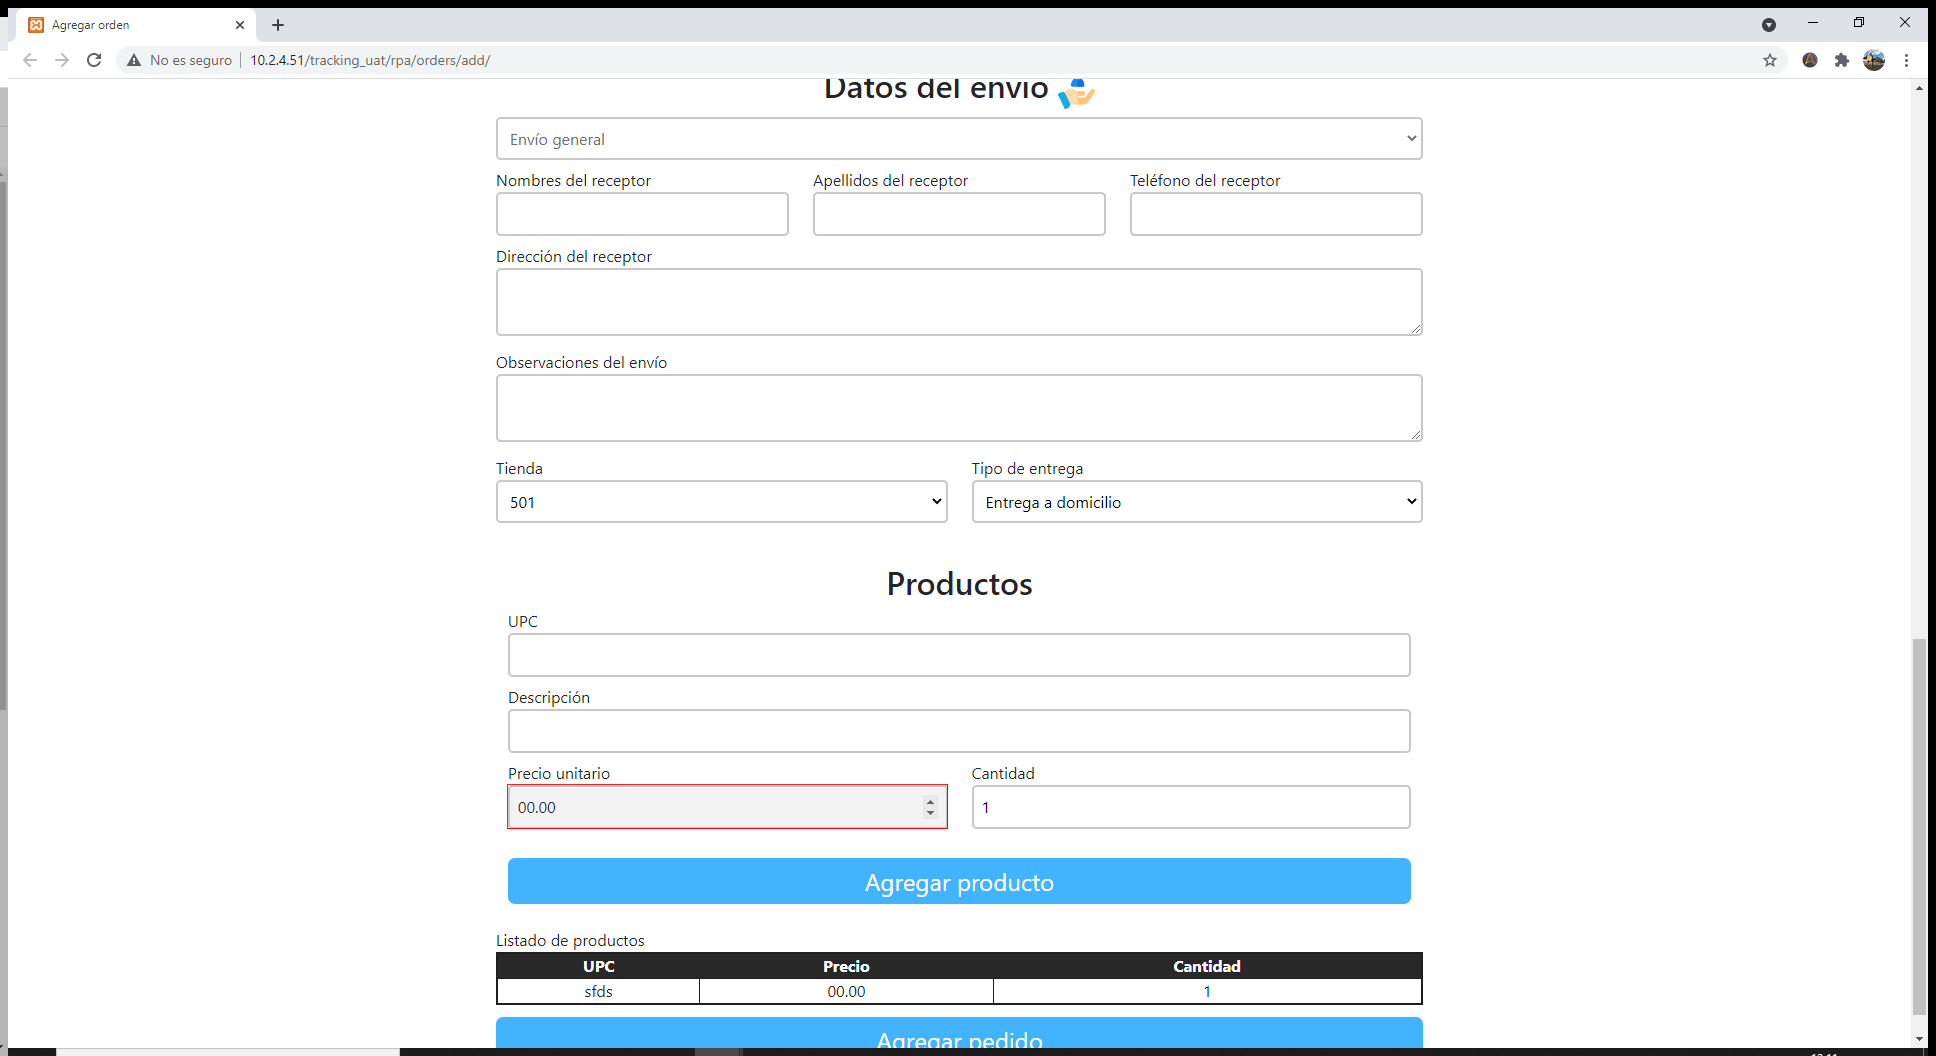 Agregar orden
No es seguro 10.2.4.51/tracking_uat/rpa/orders/add/
Datos del envío
Envío general
Nombres del receptor Apellidos del receptor Teléfono del receptor
Dirección del receptor
Observaciones del envío
Tienda Tipo de entrega
501 Entrega a domicilio
Productos
UPC
Descripción
Precio unitario Cantidad
00.00 1
Agregar producto
Listado de productos
UPC Precio Cantidad
sfds 00.00 1
Agregar pedido